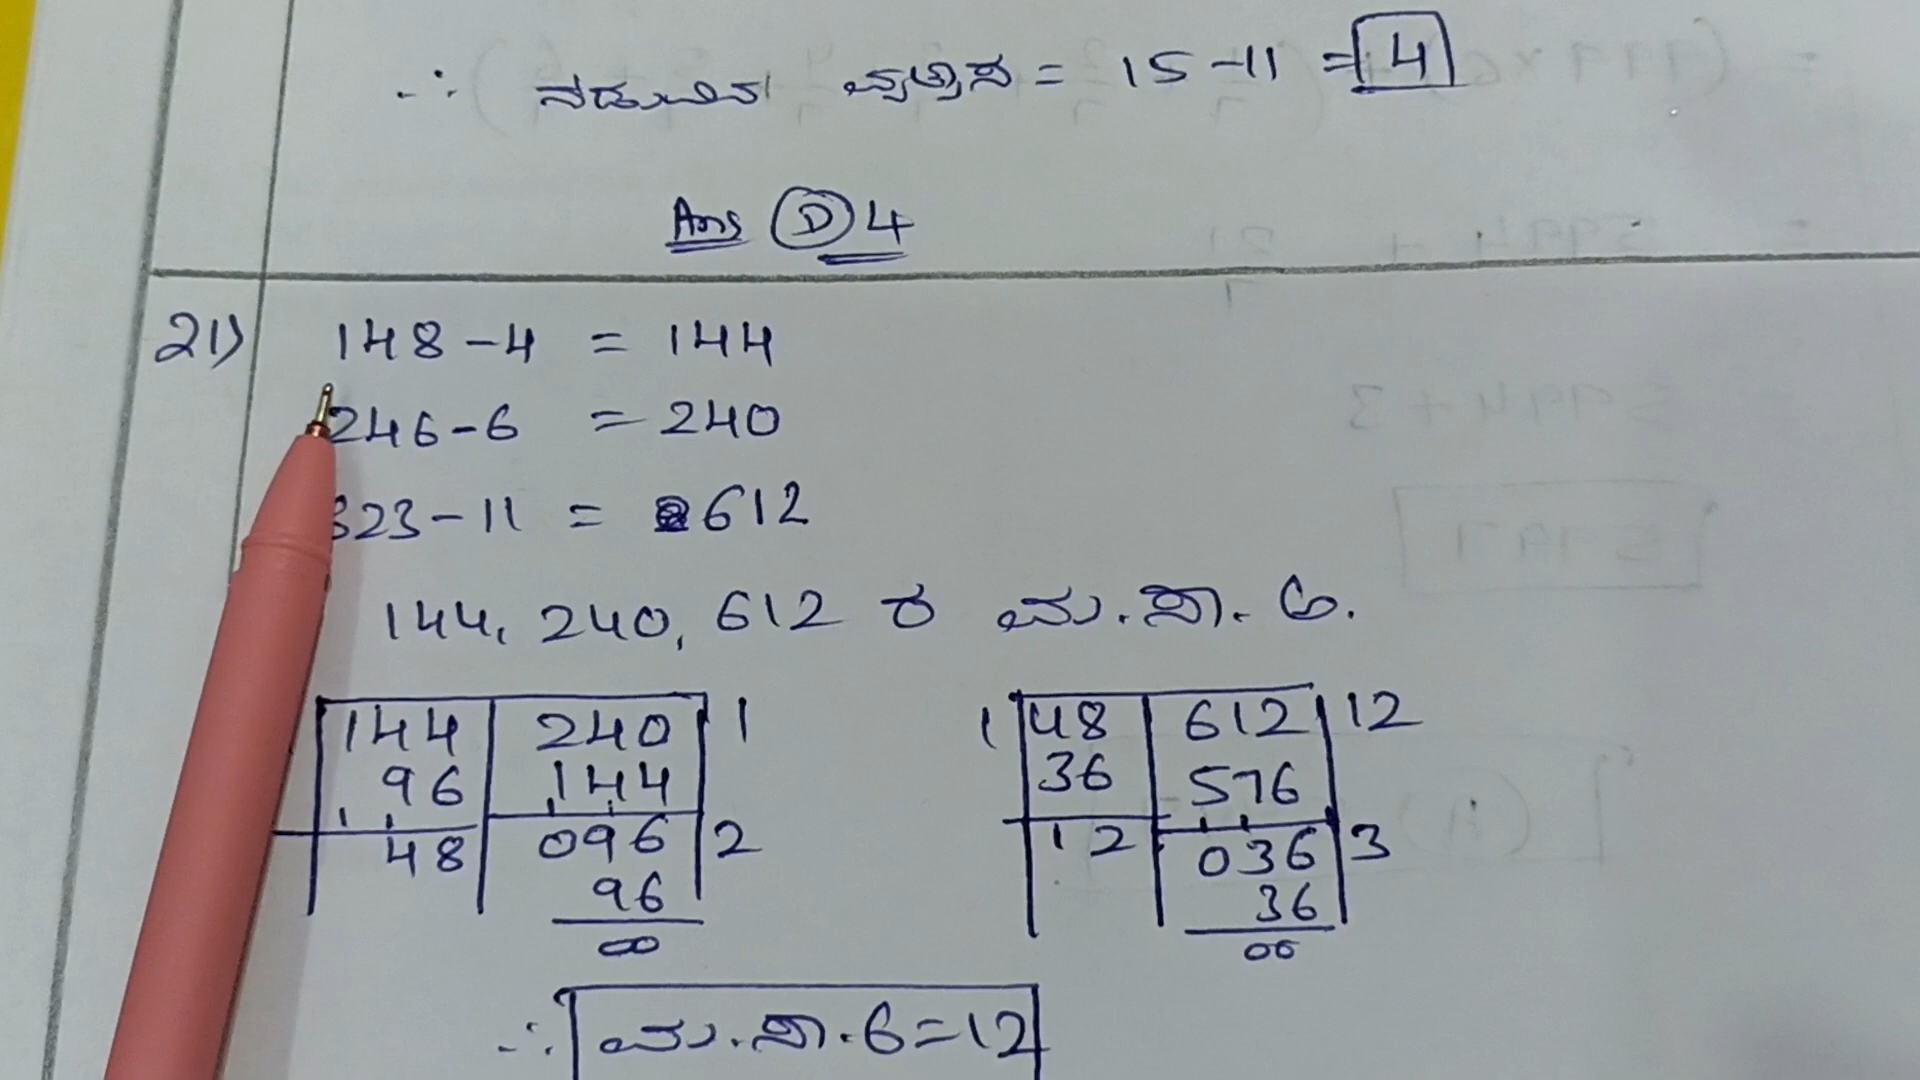 ∴ ನಡುವಿನ ವ್ಯತ್ಯಾಸ = 15 - 11 = 4
Ans (D) 4
21) 148 - 4 = 144
246 - 6 = 240
323 - 11 = 612
144, 240, 612 ರ ಮ.ಸಾ.ಅ.
144 240 1
96 144
48 096 2
96
00
1 48 612 12
36 576
12 036 3
36
00
∴ ಮ.ಸಾ.ಅ = 12